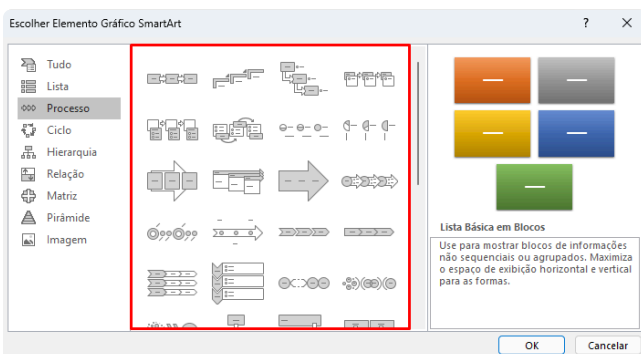 Escolher Elemento Gráfico SmartArt
Tudo
Lista
Processo
Ciclo
Hierarquia
Relação
Matriz
Pirâmide
Imagem
Lista Básica em Blocos
Use para mostrar blocos de informações
não sequenciais ou agrupados. Maximiza
o espaço de exibição horizontal e vertical
para as formas.
OK
Cancelar